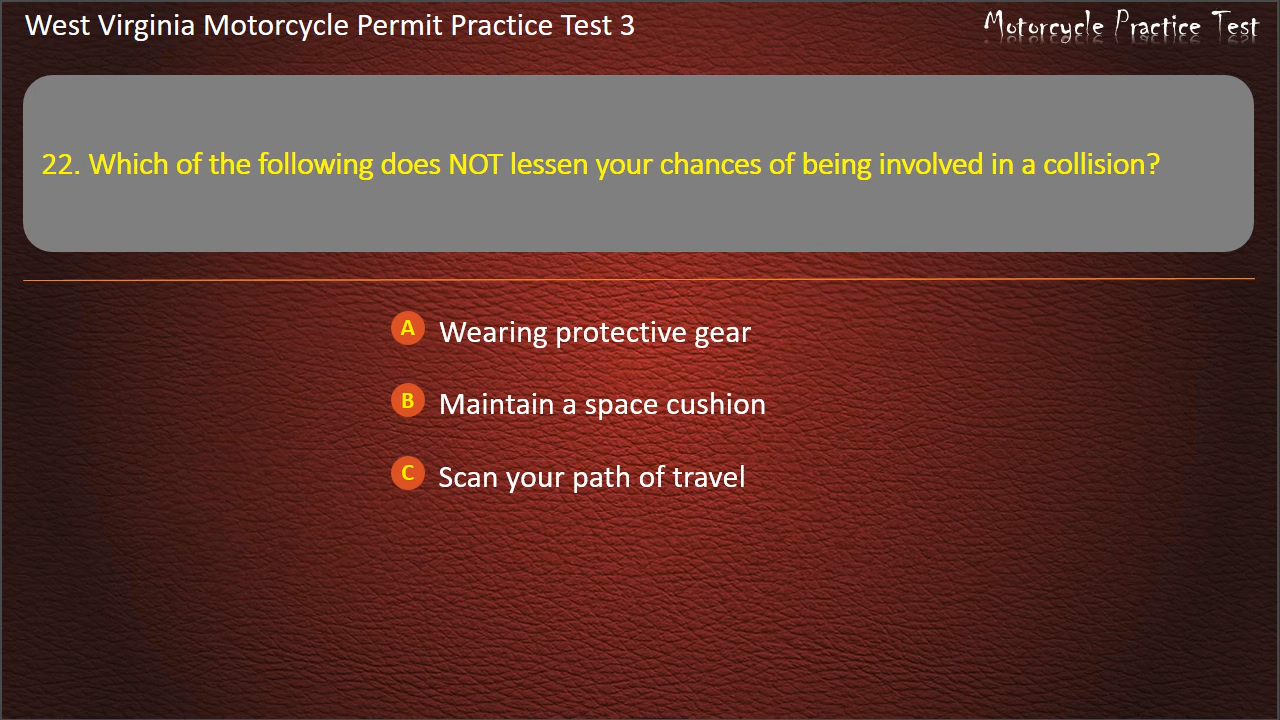 West Virginia Motorcycle Permit Practice Test 3
Motorcycle Practice Test
22. Which of the following does NOT lessen your chances of being involved in a collision?
A Wearing protective gear
B Maintain a space cushion
C Scan your path of travel